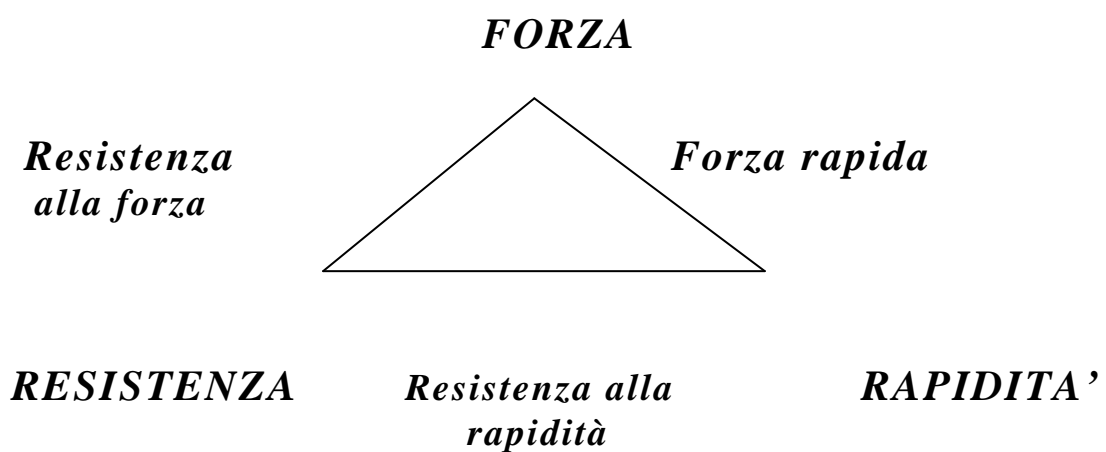 FORZA
Resistenza
alla forza
Forza rapida
RESISTENZA
Resistenza alla
rapidità
RAPIDITA’